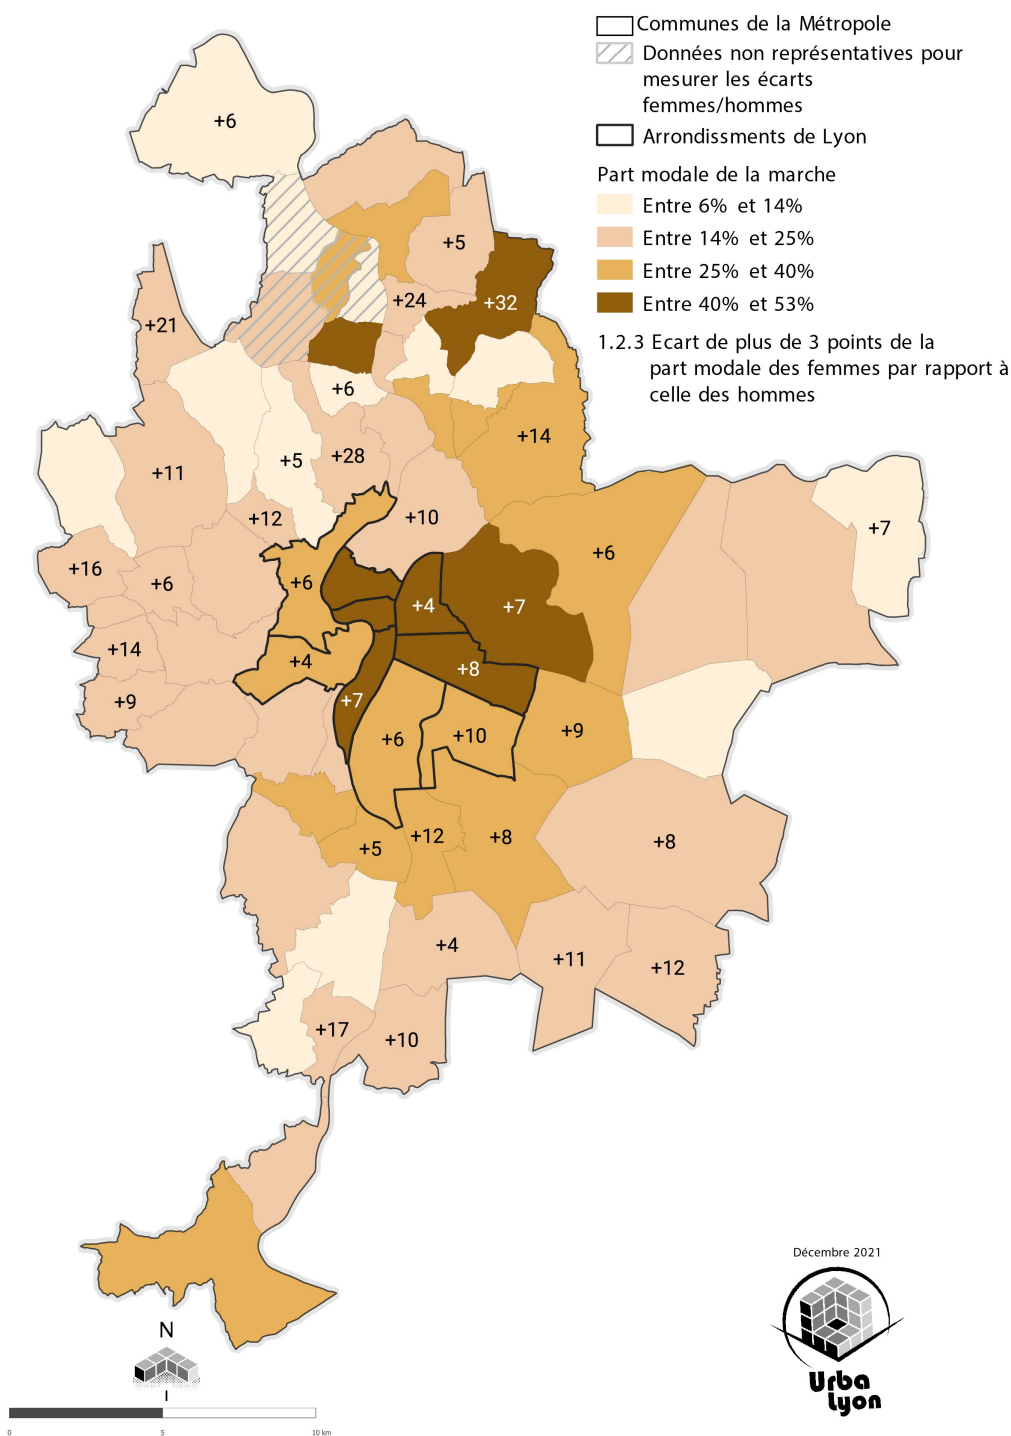 Communes de la Métropole
Données non représentatives pour
mesurer les écarts
femmes/hommes
Arrondissments de Lyon
Part modale de la marche
Entre 6% et 14%
Entre 14% et 25%
Entre 25% et 40%
Entre 40% et 53%
1.2.3 Ecart de plus de 3 points de la
part modale des femmes par rapport à
celle des hommes
+6
+5
+24
+32
+21
+6
+14
+5
+28
+11
+12
+10
+7
+16
+6
+6
+6
+4
+7
+14
+4
+8
+9
+7
+6
+10
+9
+5
+12
+8
+8
+4
+11
+12
+17
+10
Décembre 2021
Urba
Lyon
N
0 5 10 km